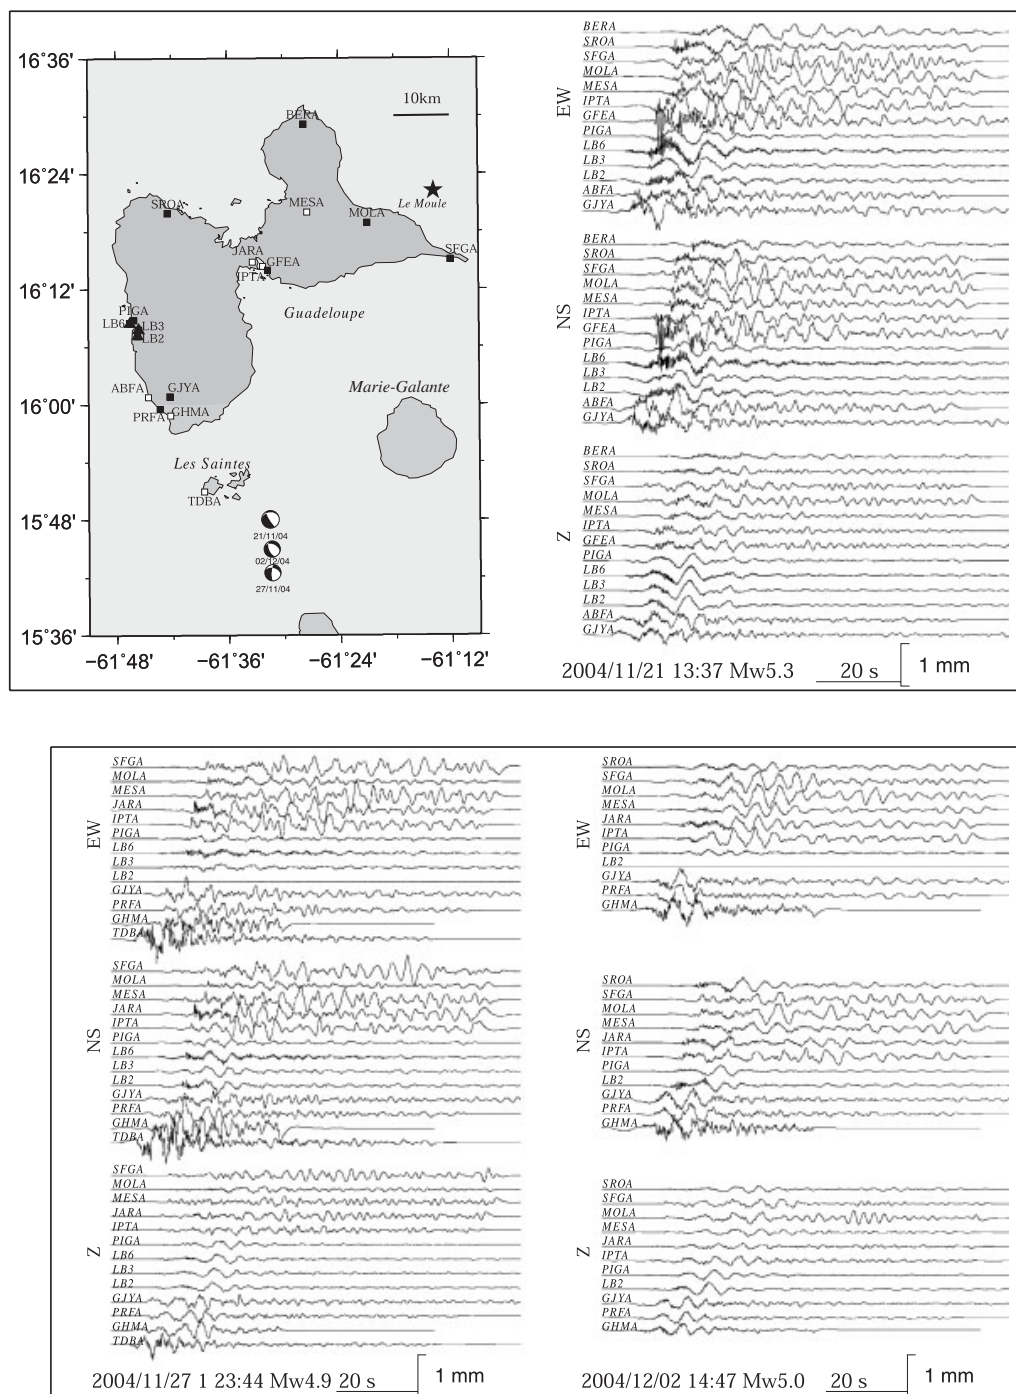 16°36'
16°24'
16°12'
16°00'
15°48'
15°36'
−61°48'
−61°36'
−61°24'
−61°12'
10km
BERA
Le Moule
MESA
MOLA
SROA
SFGA
JARA
GFEA
IPTA
Guadeloupe
PIGA
LB6
LB3
LB2
Marie-Galante
ABFA
GJYA
PRFA
GHMA
Les Saintes
TDBA
21/11/04
02/12/04
27/11/04
EW
BERA
SROA
SFGA
MOLA
MESA
IPTA
GFEA
PIGA
LB6
LB3
LB2
ABFA
GJYA
NS
BERA
SROA
SFGA
MOLA
MESA
IPTA
GFEA
PIGA
LB6
LB3
LB2
ABFA
GJYA
Z
BERA
SROA
SFGA
MOLA
MESA
IPTA
GFEA
PIGA
LB6
LB3
LB2
ABFA
GJYA
2004/11/21 13:37 Mw5.3
20 s
1 mm
EW
SFGA
MOLA
MESA
JARA
IPTA
PIGA
LB6
LB3
LB2
GJYA
PRFA
GHMA
TDBA
NS
SFGA
MOLA
MESA
JARA
IPTA
PIGA
LB6
LB3
LB2
GJYA
PRFA
GHMA
TDBA
Z
SFGA
MOLA
MESA
JARA
IPTA
PIGA
LB6
LB3
LB2
GJYA
PRFA
GHMA
TDBA
2004/11/27 1 23:44 Mw4.9
20 s
1 mm
EW
SROA
SFGA
MOLA
MESA
JARA
IPTA
PIGA
LB2
GJYA
PRFA
GHMA
NS
SROA
SFGA
MOLA
MESA
JARA
IPTA
PIGA
LB2
GJYA
PRFA
GHMA
Z
SROA
SFGA
MOLA
MESA
JARA
IPTA
PIGA
LB2
GJYA
PRFA
GHMA
2004/12/02 14:47 Mw5.0
20 s
1 mm